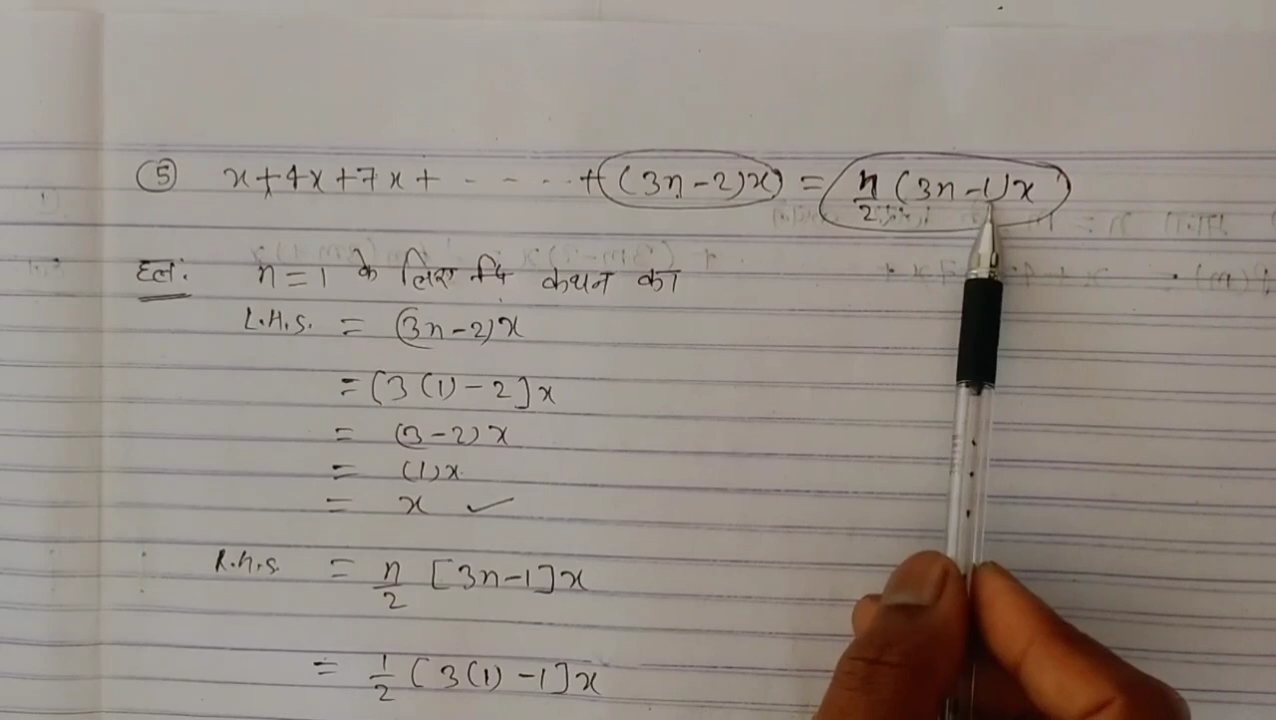 ⑤ x+4x+7x+ - - - - - +((3n-2)x) = n/2 (3n-1)x
हल: n=1 के लिए कथन का
L.H.S. = (3n-2)x
= (3(1)-2]x
= (3-2)x
= (1)x
= x ✓
R.H.S. = n/2 [3n-1]x
= 1/2 (3(1)-1]x